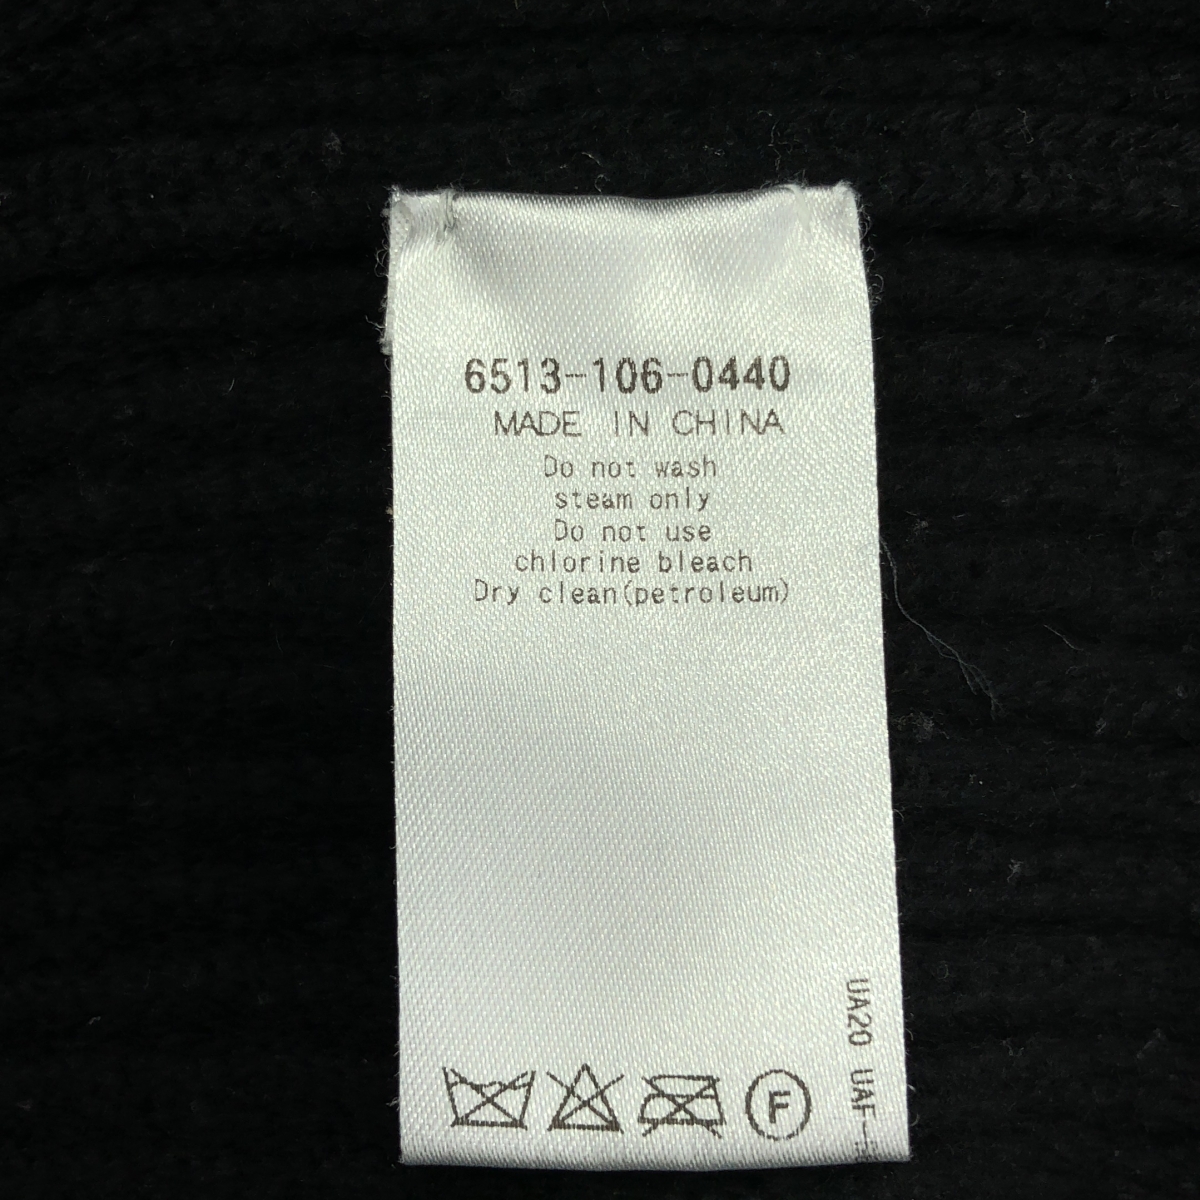 6513-106-0440
MADE IN CHINA
Do not wash
steam only
Do not use
chlorine bleach
Dry clean(petroleum)
UA20 UAF
F